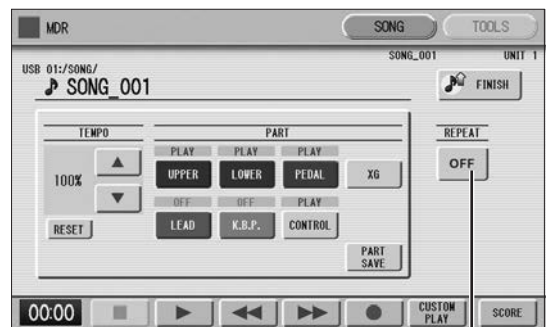 MDR SONG TOOLS
SONG_001 UNIT 1
USB 01:/SONG/
SONG_001 FINISH
TEMPO PART REPEAT
PLAY PLAY PLAY
100% UPPER LOWER PEDAL XG OFF
OFF OFF PLAY
RESET LEAD K.B.P. CONTROL
PART
SAVE
00:00 CUSTOM
PLAY SCORE